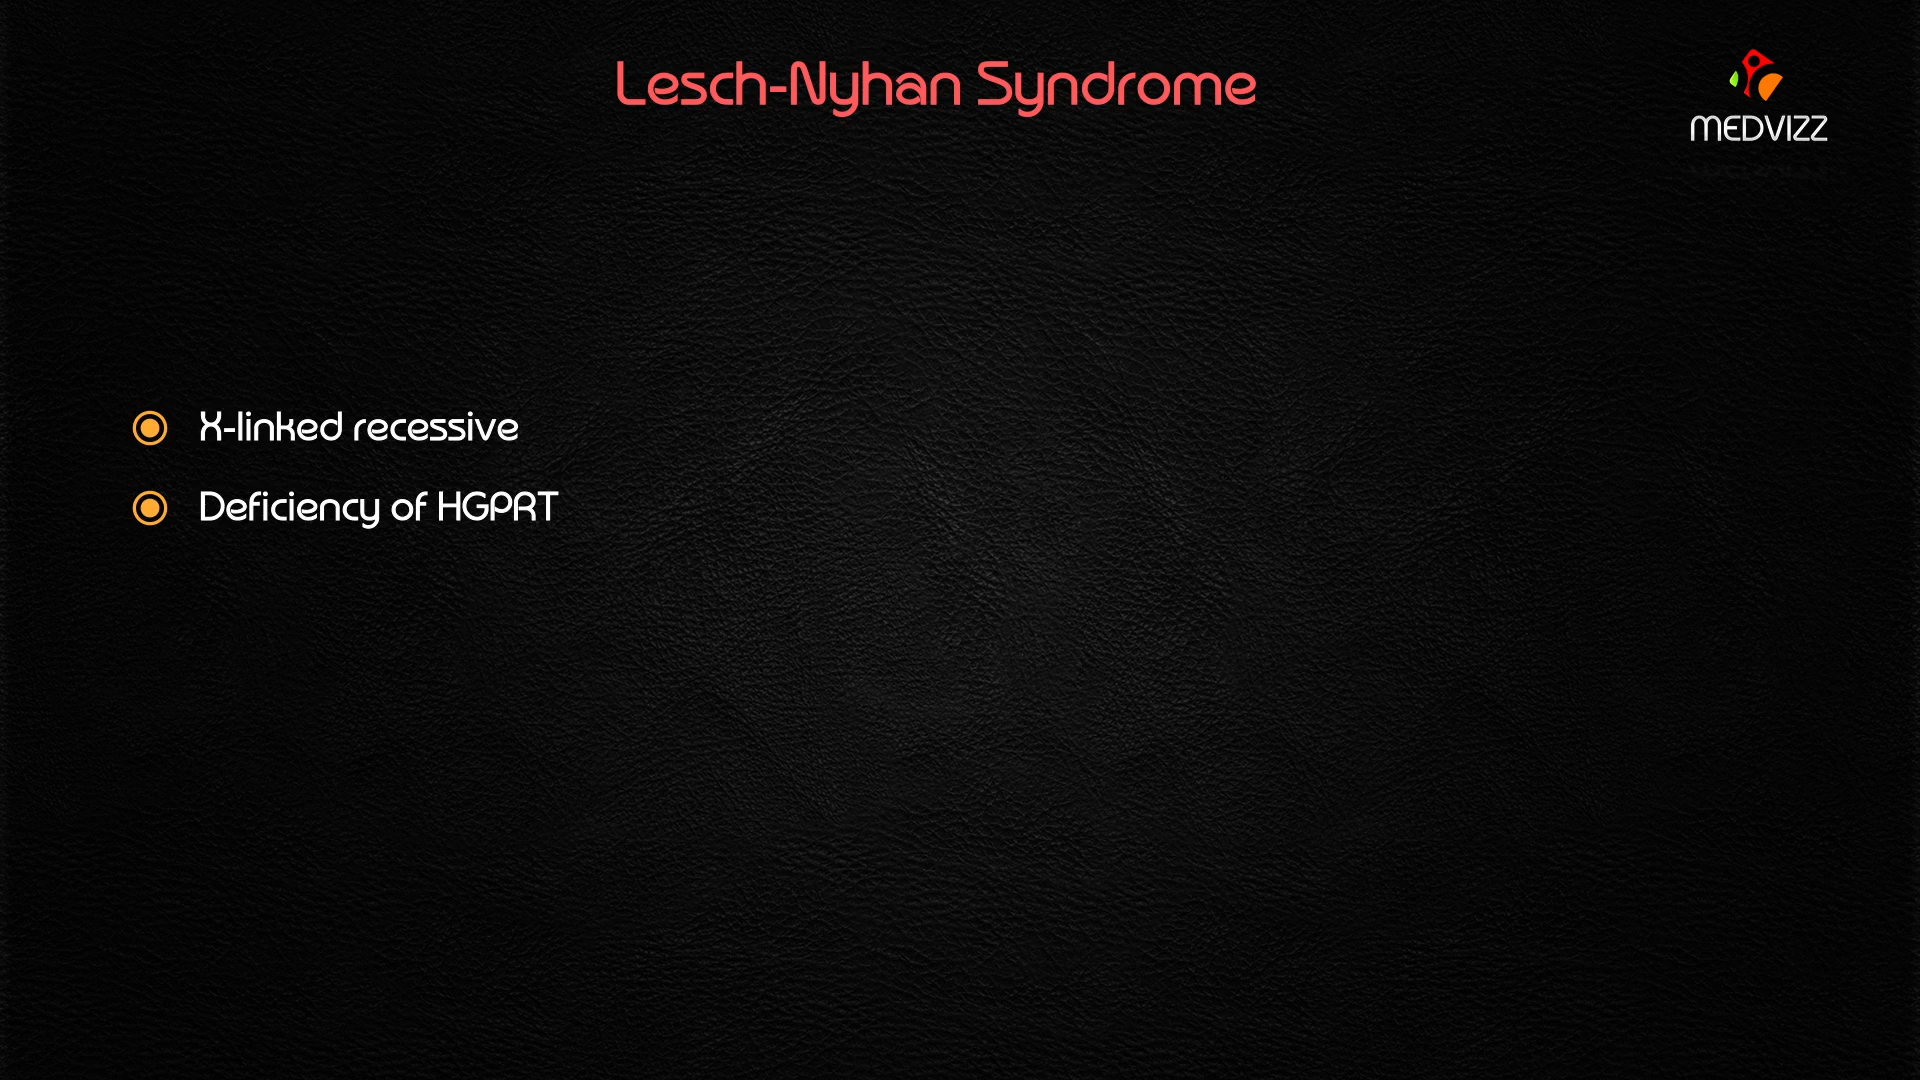 Lesch-Nyhan Syndrome
MEDVIZZ
X-linked recessive
Deficiency of HGPRT